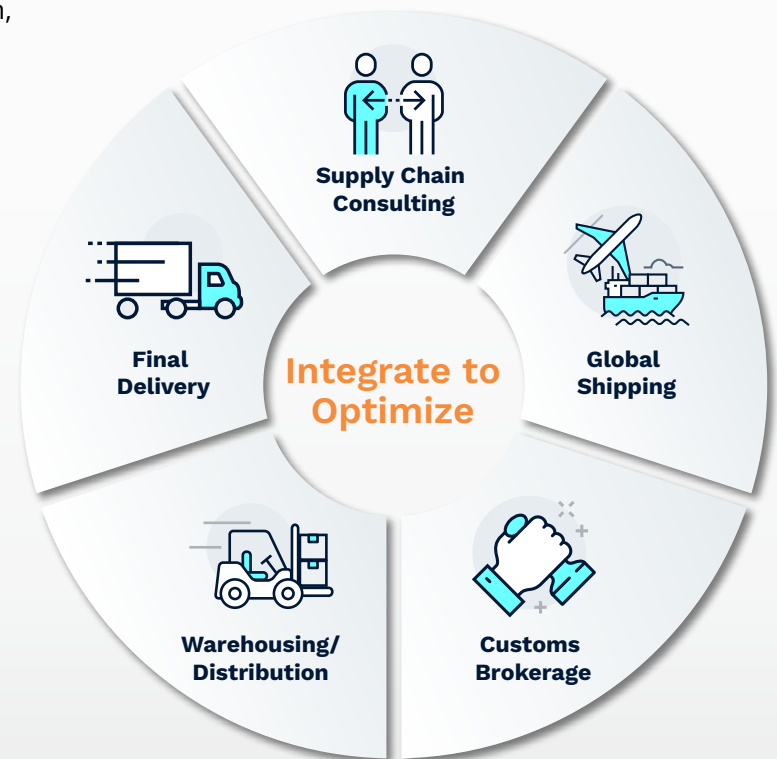 n,
Supply Chain
Consulting
Final
Delivery
Global
Shipping
Integrate to
Optimize
Warehousing/
Distribution
Customs
Brokerage